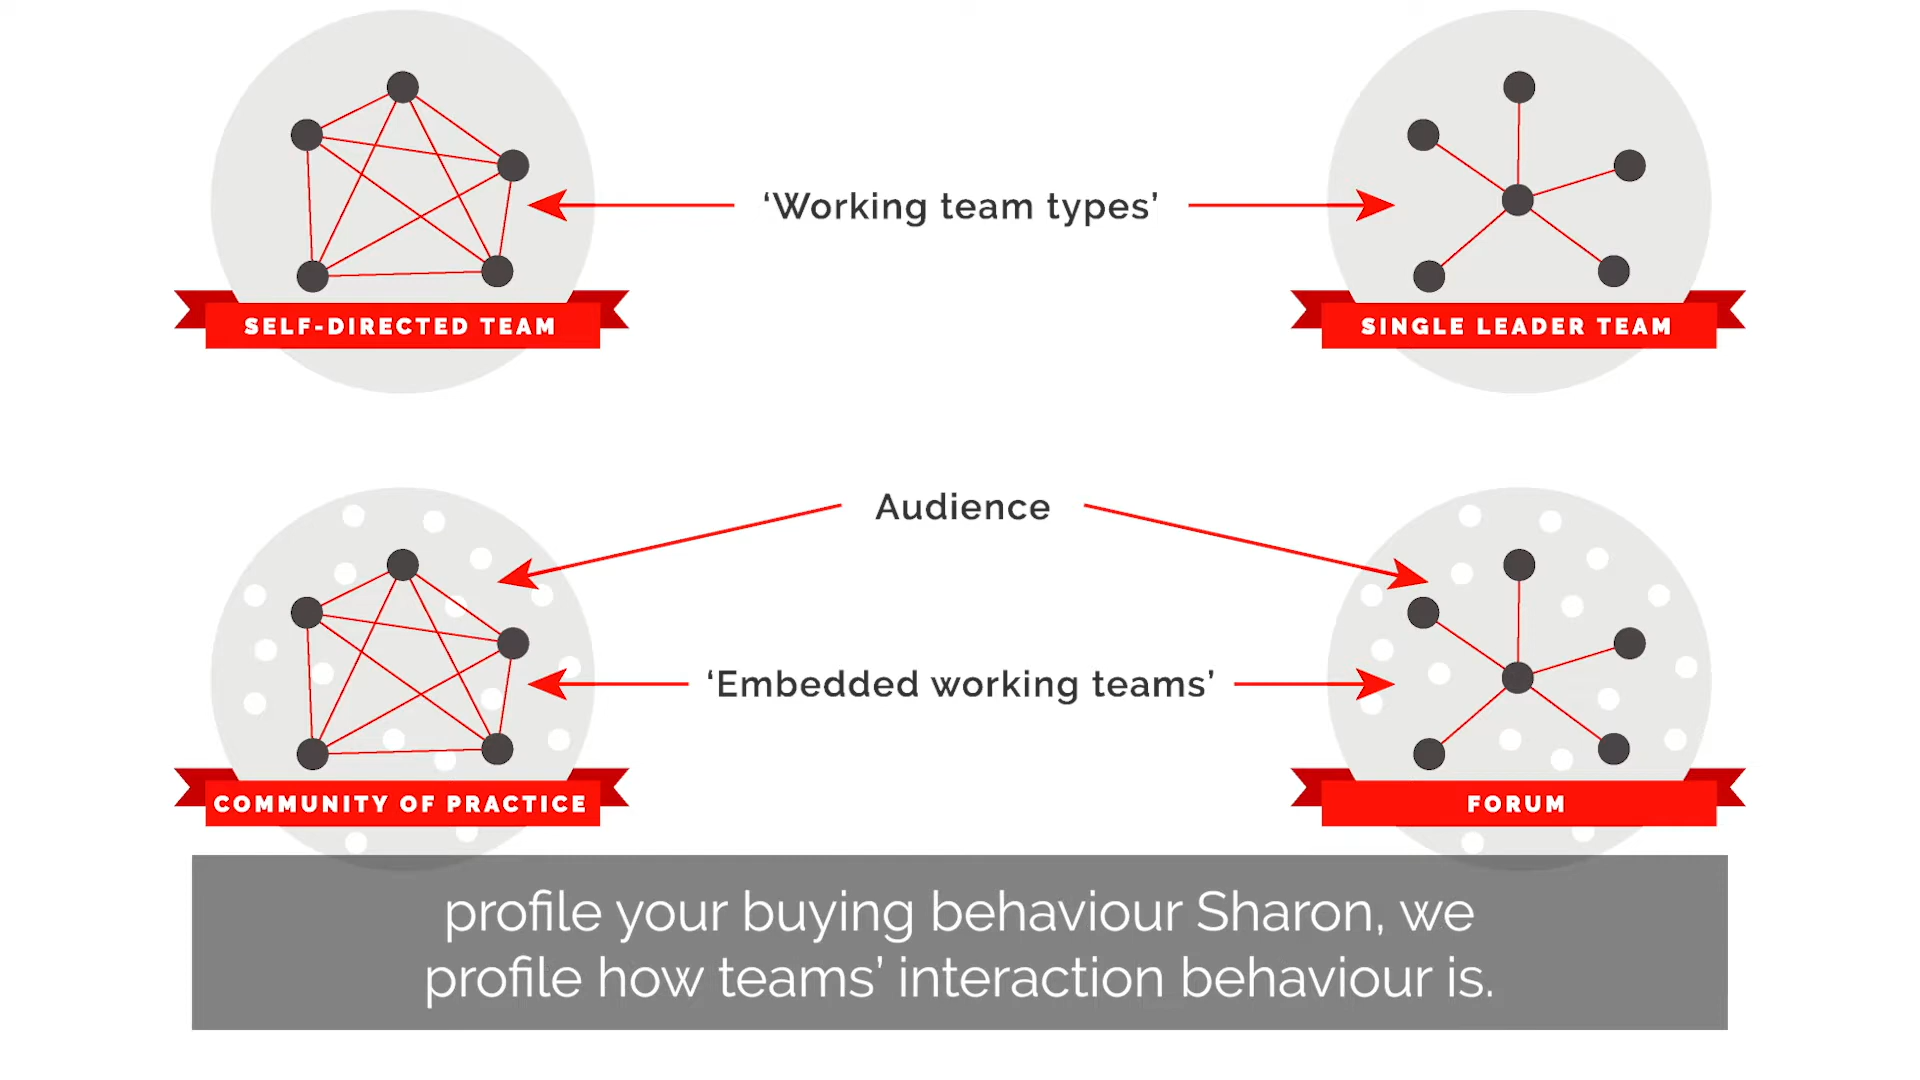 ‘Working team types’
SELF-DIRECTED TEAM
SINGLE LEADER TEAM
Audience
‘Embedded working teams’
COMMUNITY OF PRACTICE
FORUM
profile your buying behaviour Sharon, we
profile how teams’ interaction behaviour is.